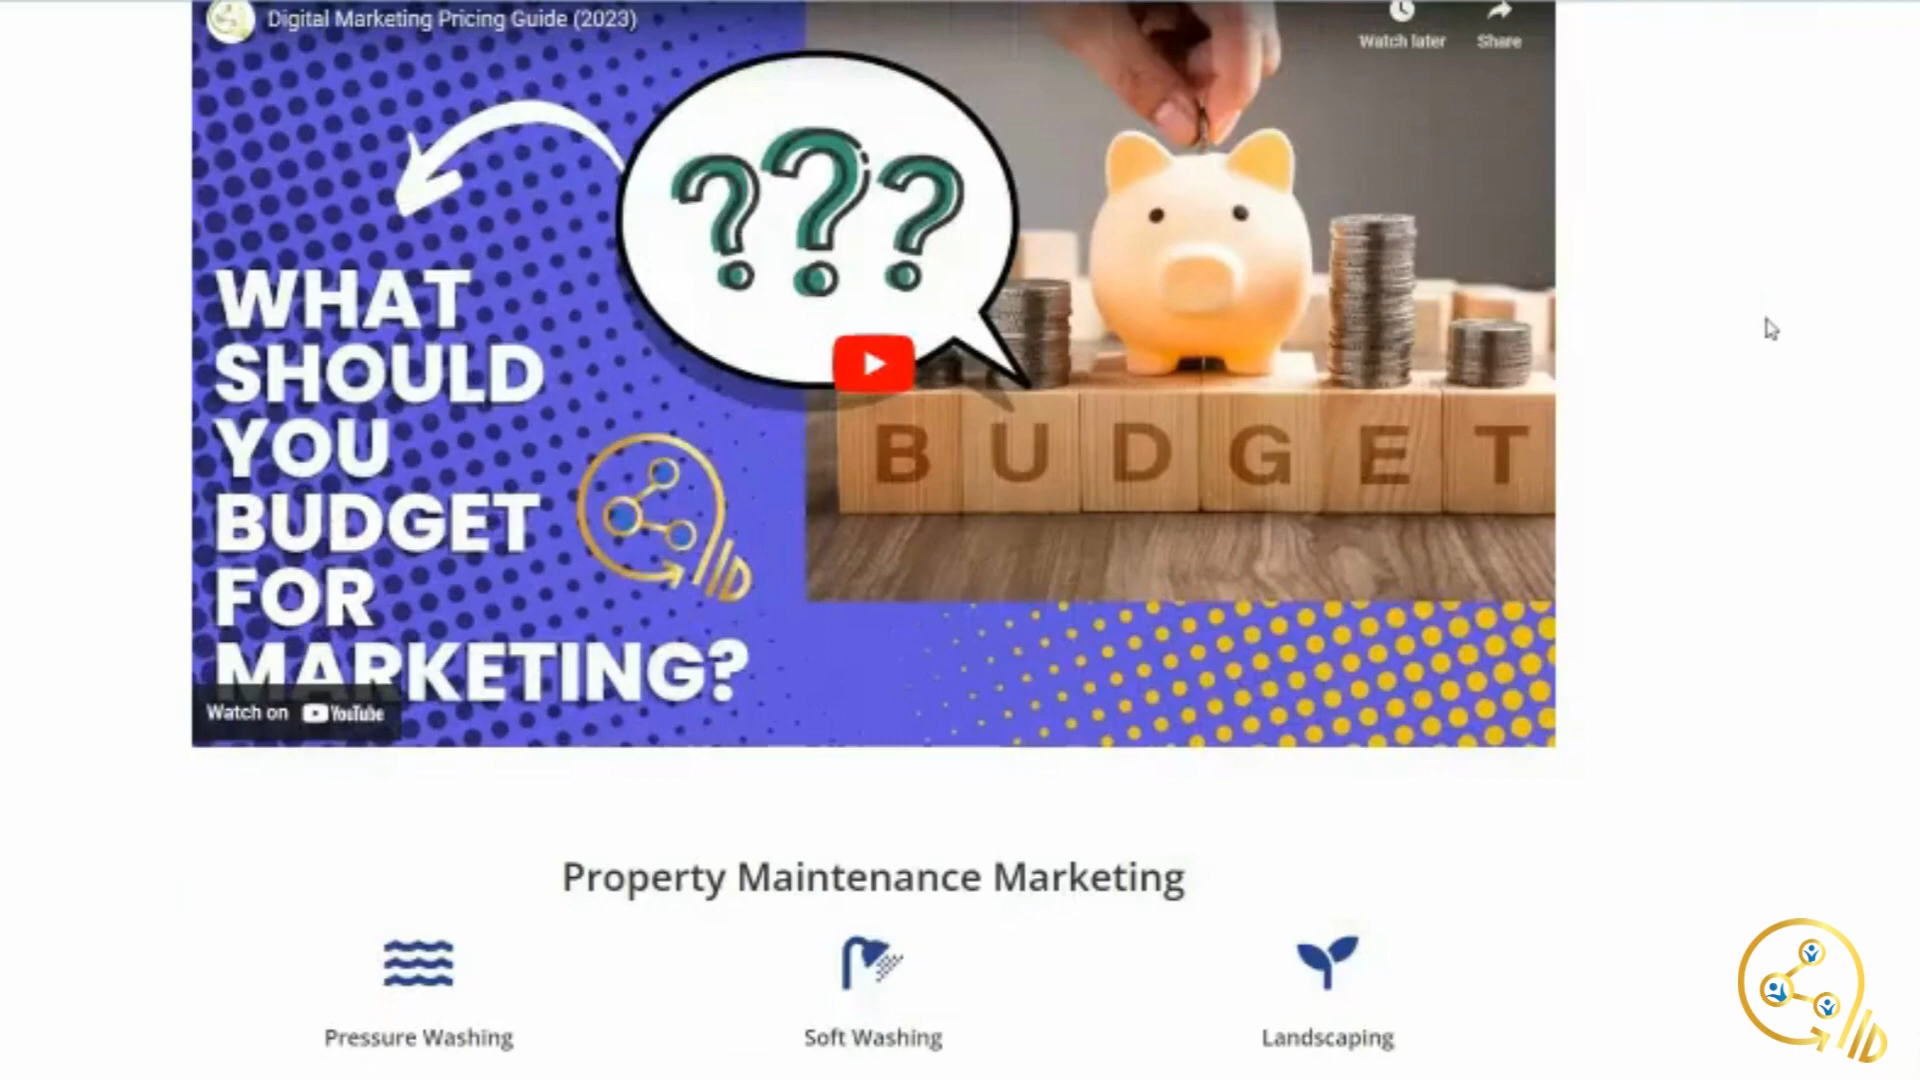 Digital Marketing Pricing Guide (2023)
Watch later
Share
???
WHAT
SHOULD
YOU
BUDGET
FOR
MARKETING?
BUDGET
Watch on YouTube
Property Maintenance Marketing
Pressure Washing
Soft Washing
Landscaping